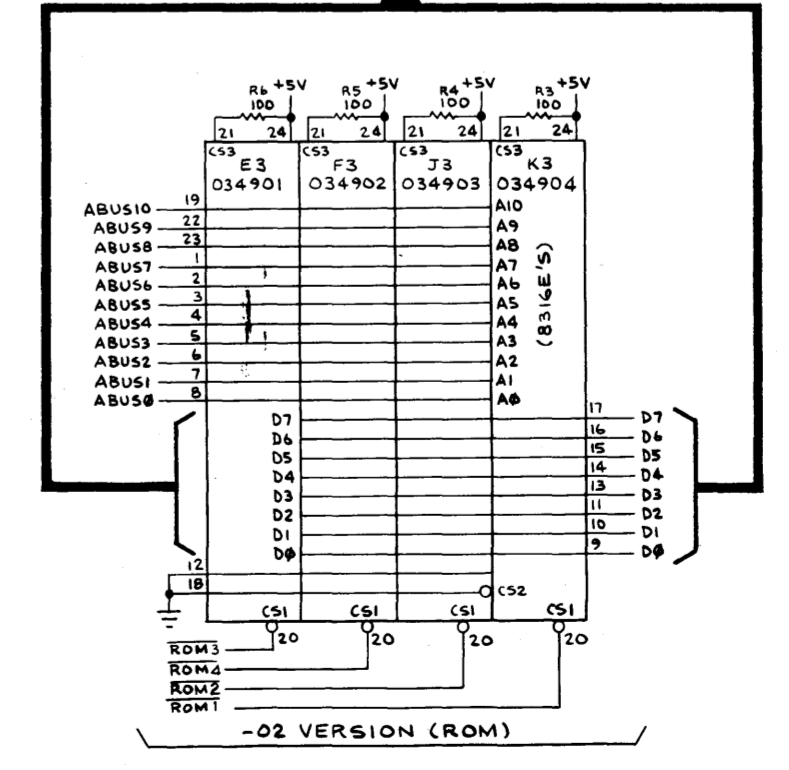 R6 +5V R5 +5V R4 +5V R3 +5V
100 100 100 100
21 24 21 24 21 24 21 24
CS3 CS3 CS3 CS3
E3 F3 J3 K3
034901 034902 034903 034904
ABUS10 19 A10
ABUS9 22 A9
ABUS8 23 A8
ABUS7 1 A7
ABUS6 2 A6
ABUS5 3 A5
ABUS4 4 A4
ABUS3 5 A3
ABUS2 6 A2
ABUS1 7 A1
ABUSØ 8 AØ
(8316E'S)
D7 17 D7
D6 16 D6
D5 15 D5
D4 14 D4
D3 13 D3
D2 11 D2
D1 10 D1
DØ 9 DØ
12
18 CS2
CS1 CS1 CS1 CS1
20 20 20 20
ROM3
ROM4
ROM2
ROM1
-02 VERSION (ROM)